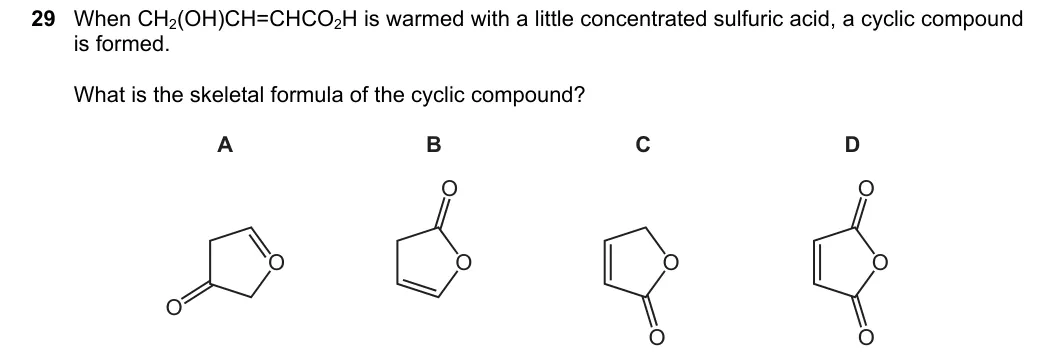 29 When CH₂(OH)CH=CHCO₂H is warmed with a little concentrated sulfuric acid, a cyclic compound
is formed.
What is the skeletal formula of the cyclic compound?
A B C D
O O
O O O O
O
O O